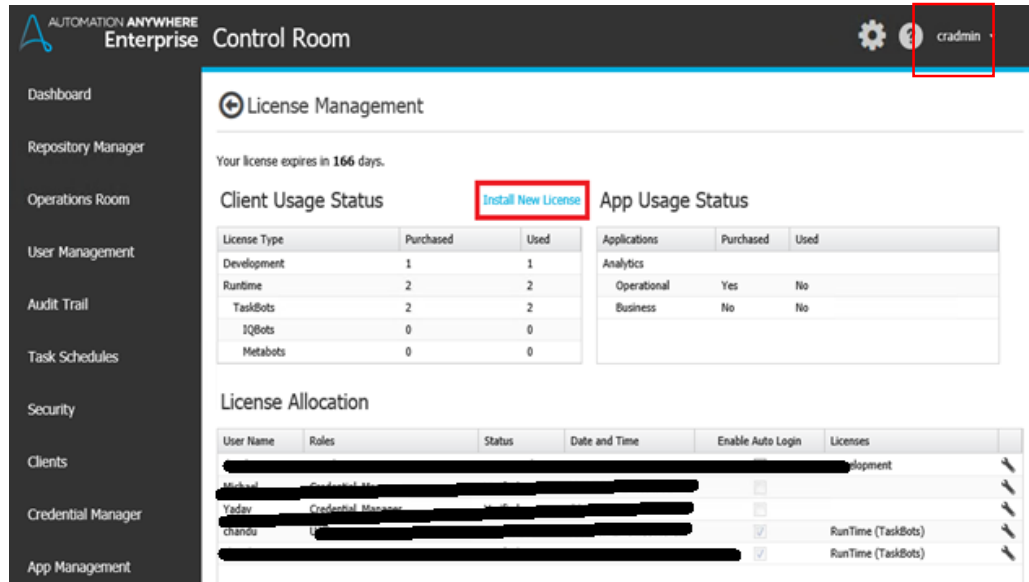 AUTOMATION ANYWHERE
Enterprise Control Room
? cradmin
Dashboard
Repository Manager
Operations Room
User Management
Audit Trail
Task Schedules
Security
Clients
Credential Manager
App Management
License Management
Your license expires in 166 days.
Client Usage Status Install New License
License Type Purchased Used
Development 1 1
Runtime 2 2
TaskBots 2 2
IQBots 0 0
Metabots 0 0
App Usage Status
Applications Purchased Used
Analytics
Operational Yes No
Business No No
License Allocation
User Name Roles Status Date and Time Enable Auto Login Licenses
Michael
Yadav Credential_Manager
chandu RunTime (TaskBots)
RunTime (TaskBots)